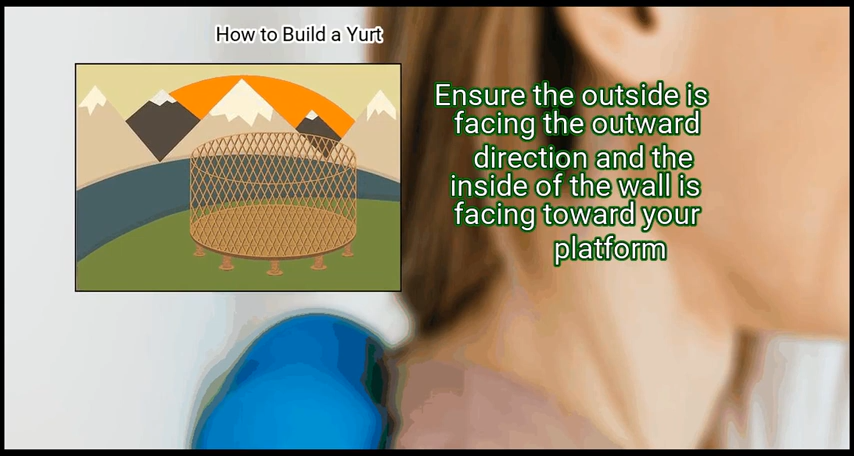 How to Build a Yurt
Ensure the outside is
facing the outward
direction and the
inside of the wall is
facing toward your
platform